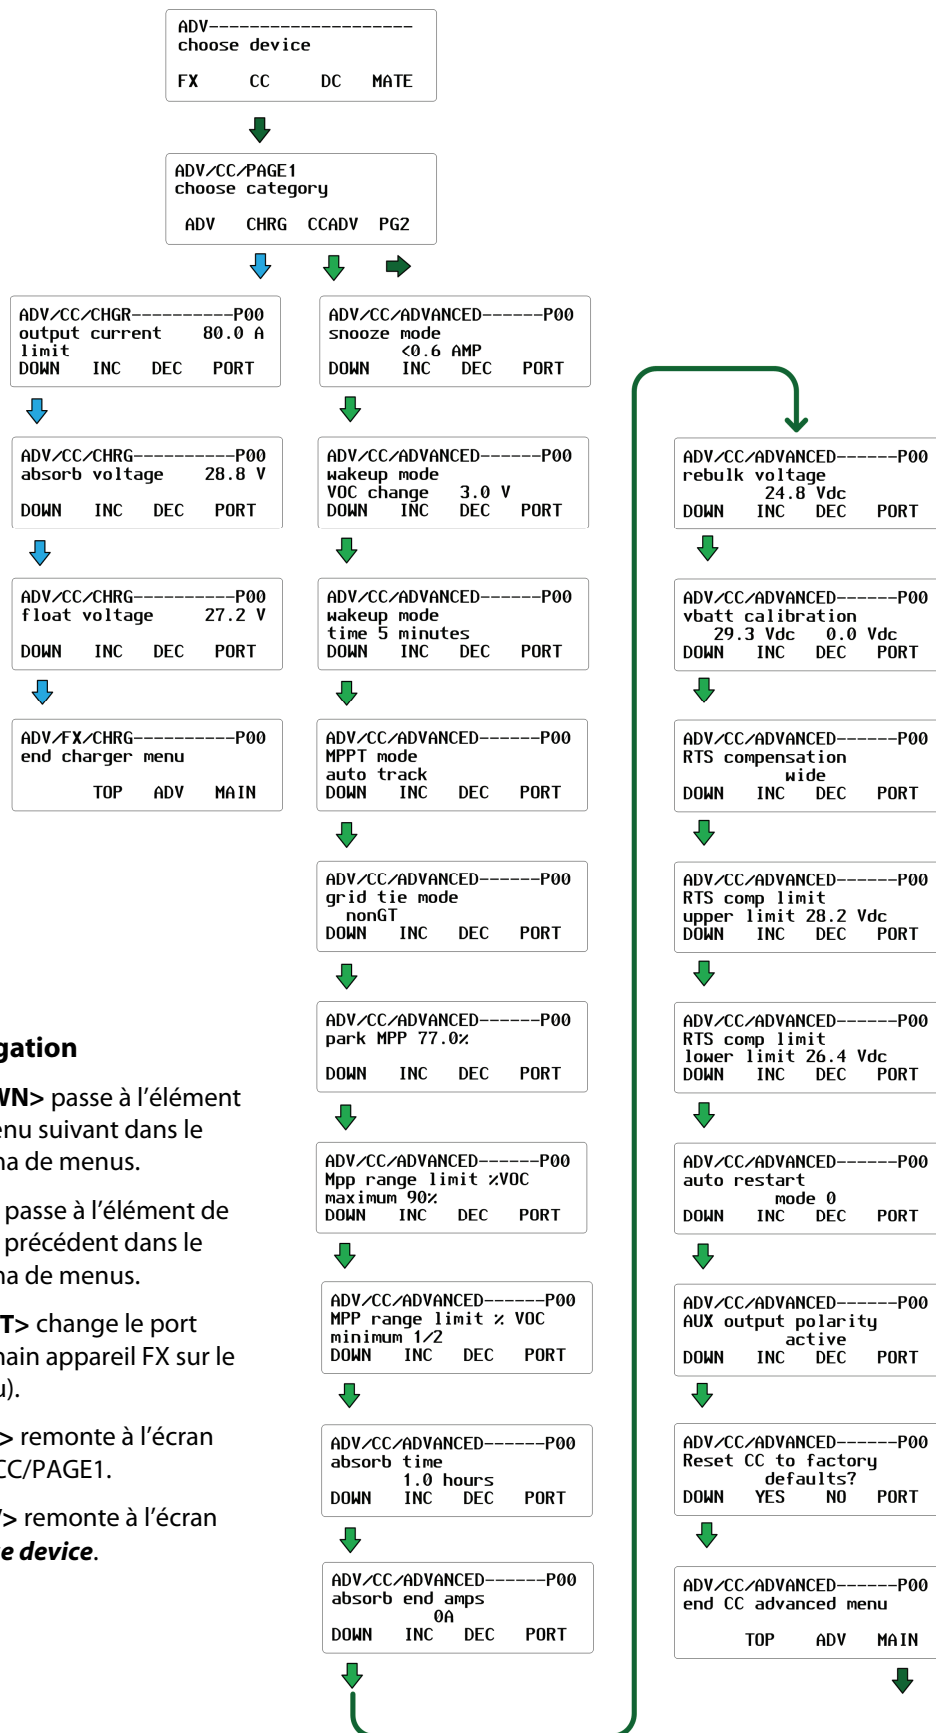 ADV--------------------
choose device
FX CC DC MATE
ADV/CC/PAGE1
choose category
ADV CHRG CCADV PG2
ADV/CC/CHGR----------P00
output current 80.0 A
limit
DOWN INC DEC PORT
ADV/CC/CHRG----------P00
absorb voltage 28.8 V
DOWN INC DEC PORT
ADV/CC/CHRG----------P00
float voltage 27.2 V
DOWN INC DEC PORT
ADV/FX/CHRG----------P00
end charger menu
TOP ADV MAIN
gation
WN> passe à l'élément
enu suivant dans le
na de menus.
passe à l'élément de
précédent dans le
na de menus.
T> change le port
hain appareil FX sur le
u).
> remonte à l'écran
CC/PAGE1.
/> remonte à l'écran
e device.
ADV/CC/ADVANCED------P00
snooze mode
<0.6 AMP
DOWN INC DEC PORT
ADV/CC/ADVANCED------P00
wakeup mode
VOC change 3.0 V
DOWN INC DEC PORT
ADV/CC/ADVANCED------P00
wakeup mode
time 5 minutes
DOWN INC DEC PORT
ADV/CC/ADVANCED------P00
MPPT mode
auto track
DOWN INC DEC PORT
ADV/CC/ADVANCED------P00
grid tie mode
nonGT
DOWN INC DEC PORT
ADV/CC/ADVANCED------P00
park MPP 77.0%
DOWN INC DEC PORT
ADV/CC/ADVANCED------P00
Mpp range limit %VOC
maximum 90%
DOWN INC DEC PORT
ADV/CC/ADVANCED------P00
MPP range limit % VOC
minimum 1/2
DOWN INC DEC PORT
ADV/CC/ADVANCED------P00
absorb time
1.0 hours
DOWN INC DEC PORT
ADV/CC/ADVANCED------P00
absorb end amps
0A
DOWN INC DEC PORT
ADV/CC/ADVANCED------P00
rebulk voltage
24.8 Vdc
DOWN INC DEC PORT
ADV/CC/ADVANCED------P00
vbatt calibration
29.3 Vdc 0.0 Vdc
DOWN INC DEC PORT
ADV/CC/ADVANCED------P00
RTS compensation
wide
DOWN INC DEC PORT
ADV/CC/ADVANCED------P00
RTS comp limit
upper limit 28.2 Vdc
DOWN INC DEC PORT
ADV/CC/ADVANCED------P00
RTS comp limit
lower limit 26.4 Vdc
DOWN INC DEC PORT
ADV/CC/ADVANCED------P00
auto restart
mode 0
DOWN INC DEC PORT
ADV/CC/ADVANCED------P00
AUX output polarity
active
DOWN INC DEC PORT
ADV/CC/ADVANCED------P00
Reset CC to factory
defaults?
DOWN YES NO PORT
ADV/CC/ADVANCED------P00
end CC advanced menu
TOP ADV MAIN